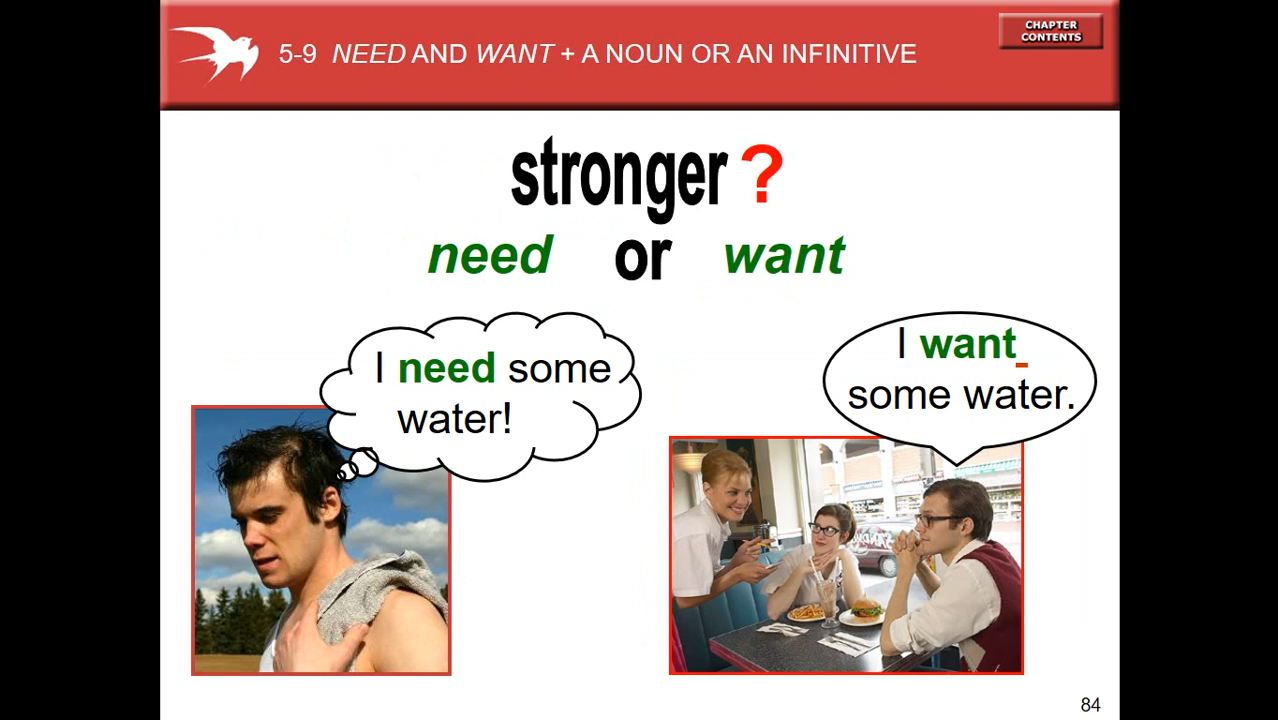 CHAPTER
CONTENTS
5-9 NEED AND WANT + A NOUN OR AN INFINITIVE
stronger ?
need or want
I need some
water!
I want_
some water.
84